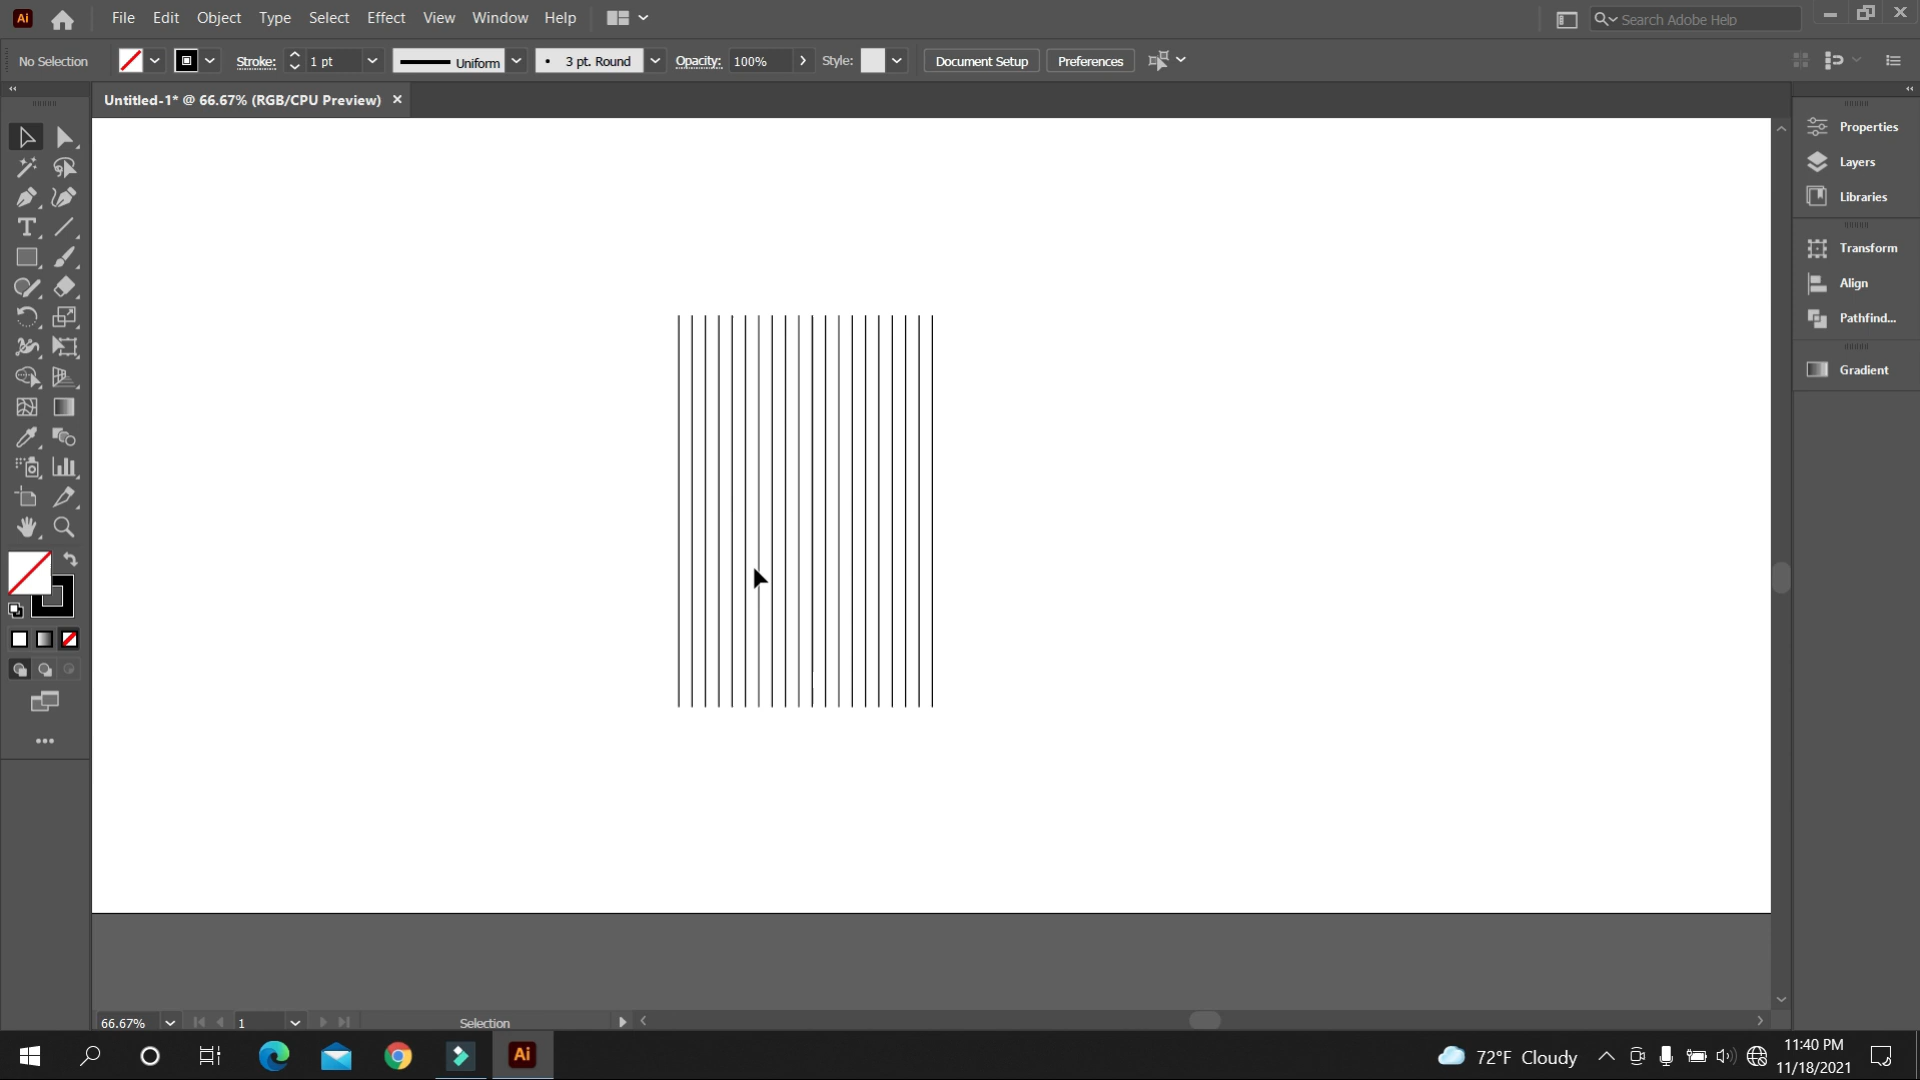 Ai File Edit Object Type Select Effect View Window Help Search Adobe Help
No Selection Stroke: 1 pt Uniform 3 pt. Round Opacity: 100% Style: Document Setup Preferences
Untitled-1* @ 66.67% (RGB/CPU Preview)
Properties
Layers
Libraries
Transform
Align
Pathfind...
Gradient
66.67% 1 Selection
Ai 72°F Cloudy 11:40 PM
11/18/2021